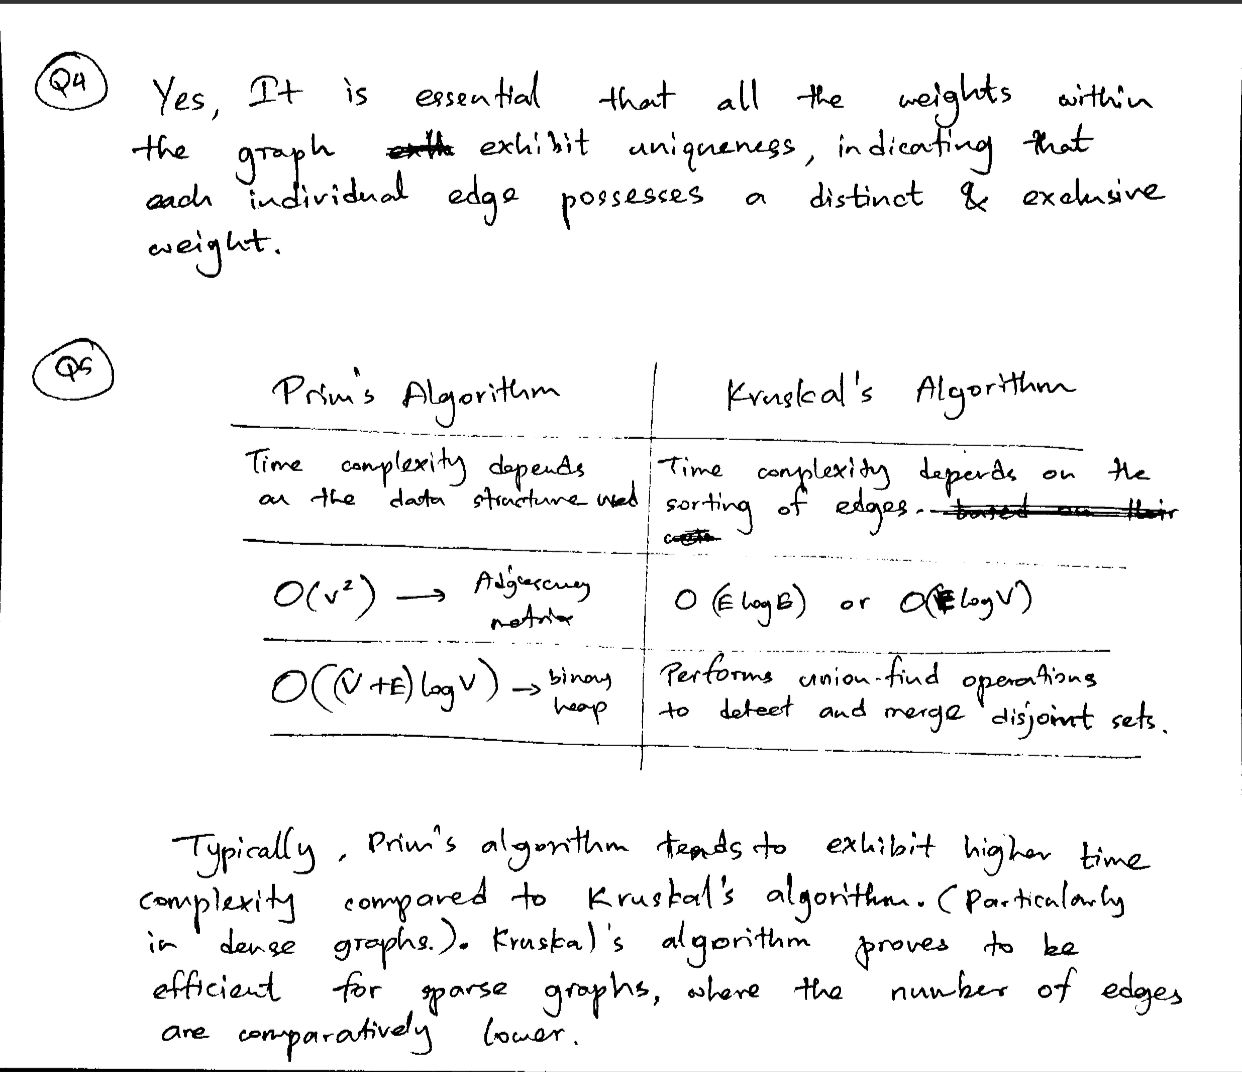 Q4
Yes, It is essential that all the weights within
the graph exhibit uniqueness, indicating that
each individual edge possesses a distinct & exclusive
weight.
Q5
Prim's Algorithm
Kruskal's Algorithm
Time complexity depends
on the data structure used
Time complexity depends on the
sorting of edges.
O(V²) → Adjacency
matrix
O (E log E) or O(E log V)
O((V+E) log V) → binary
heap
Performs union-find operations
to detect and merge disjoint sets.
Typically, Prim's algorithm tends to exhibit higher time
complexity compared to Kruskal's algorithm. (Particularly
in dense graphs.). Kruskal's algorithm proves to be
efficient for sparse graphs, where the number of edges
are comparatively lower.